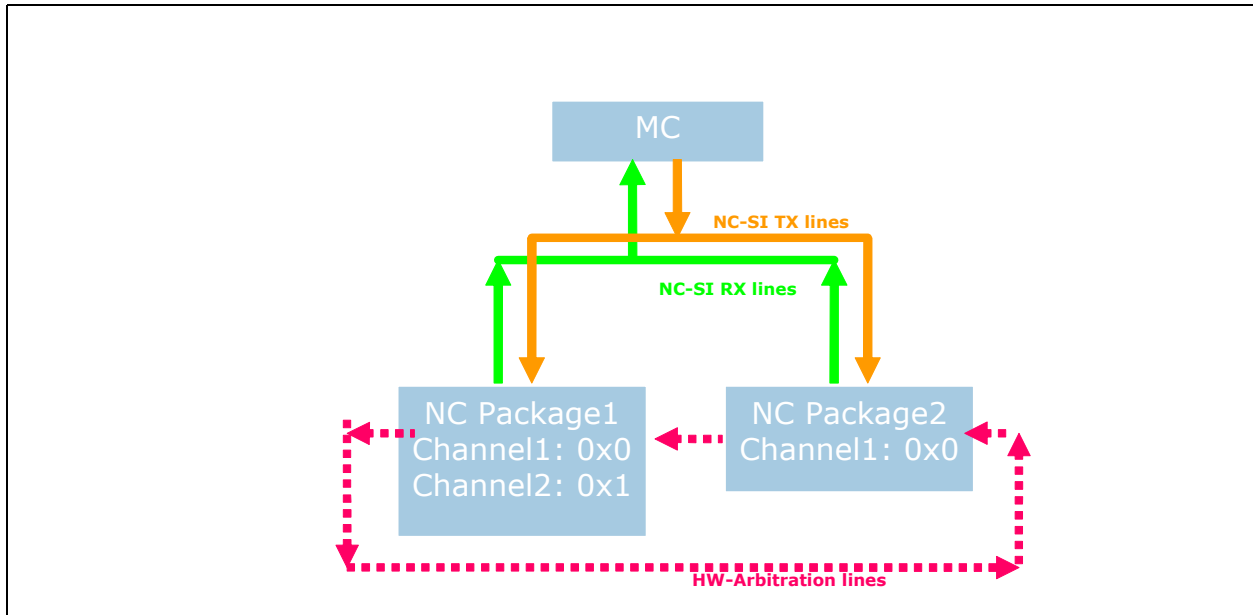 MC
NC-SI TX lines
NC-SI RX lines
NC Package1
Channel1: 0x0
Channel2: 0x1
NC Package2
Channel1: 0x0
HW-Arbitration lines